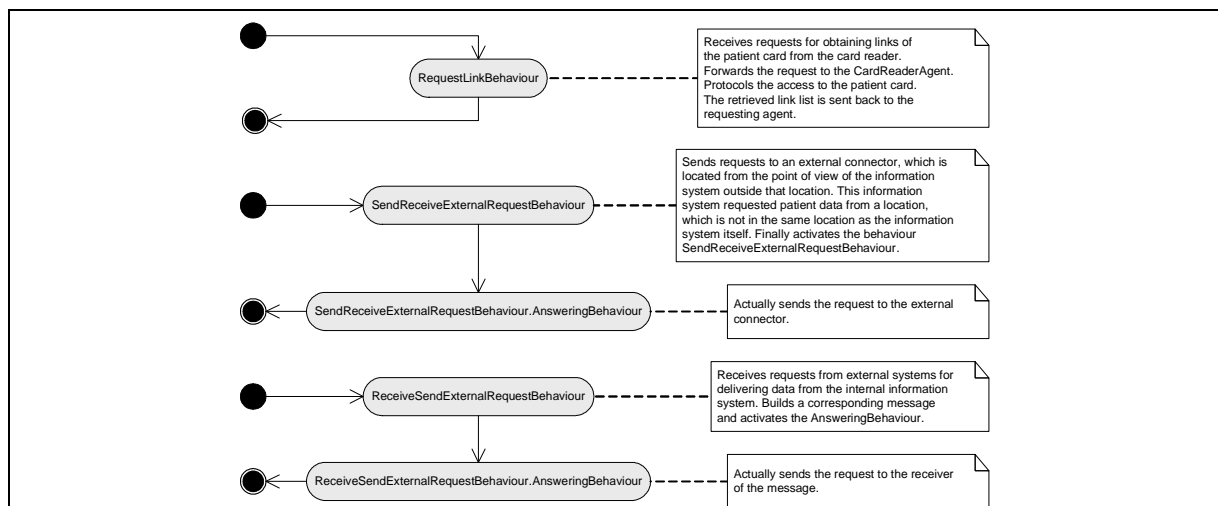 RequestLinkBehaviour
Receives requests for obtaining links of
the patient card from the card reader.
Forwards the request to the CardReaderAgent.
Protocols the access to the patient card.
The retrieved link list is sent back to the
requesting agent.
SendReceiveExternalRequestBehaviour
Sends requests to an external connector, which is
located from the point of view of the information
system outside that location. This information
system requested patient data from a location,
which is not in the same location as the information
system itself. Finally activates the behaviour
SendReceiveExternalRequestBehaviour.
SendReceiveExternalRequestBehaviour.AnsweringBehaviour
Actually sends the request to the external
connector.
ReceiveSendExternalRequestBehaviour
Receives requests from external systems for
delivering data from the internal information
system. Builds a corresponding message
and activates the AnsweringBehaviour.
ReceiveSendExternalRequestBehaviour.AnsweringBehaviour
Actually sends the request to the receiver
of the message.